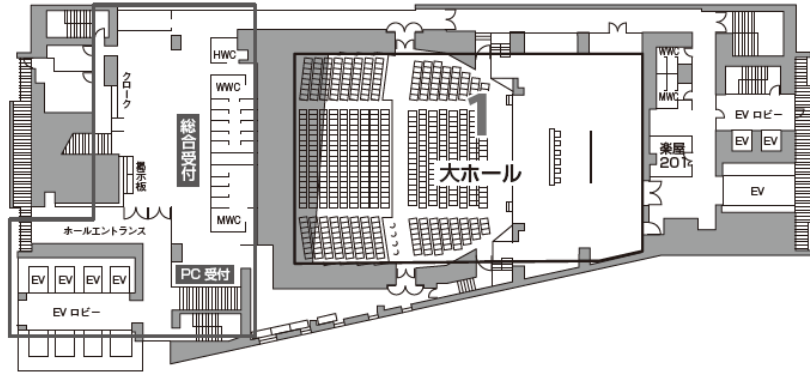 HWC
WWC
クローク
総合受付
掲示板
MWC
ホールエントランス
PC 受付
EV
EV
EV
EV
EV ロビー
1
大ホール
WWC
MWC
楽屋
201
EV ロビー
EV
EV
EV